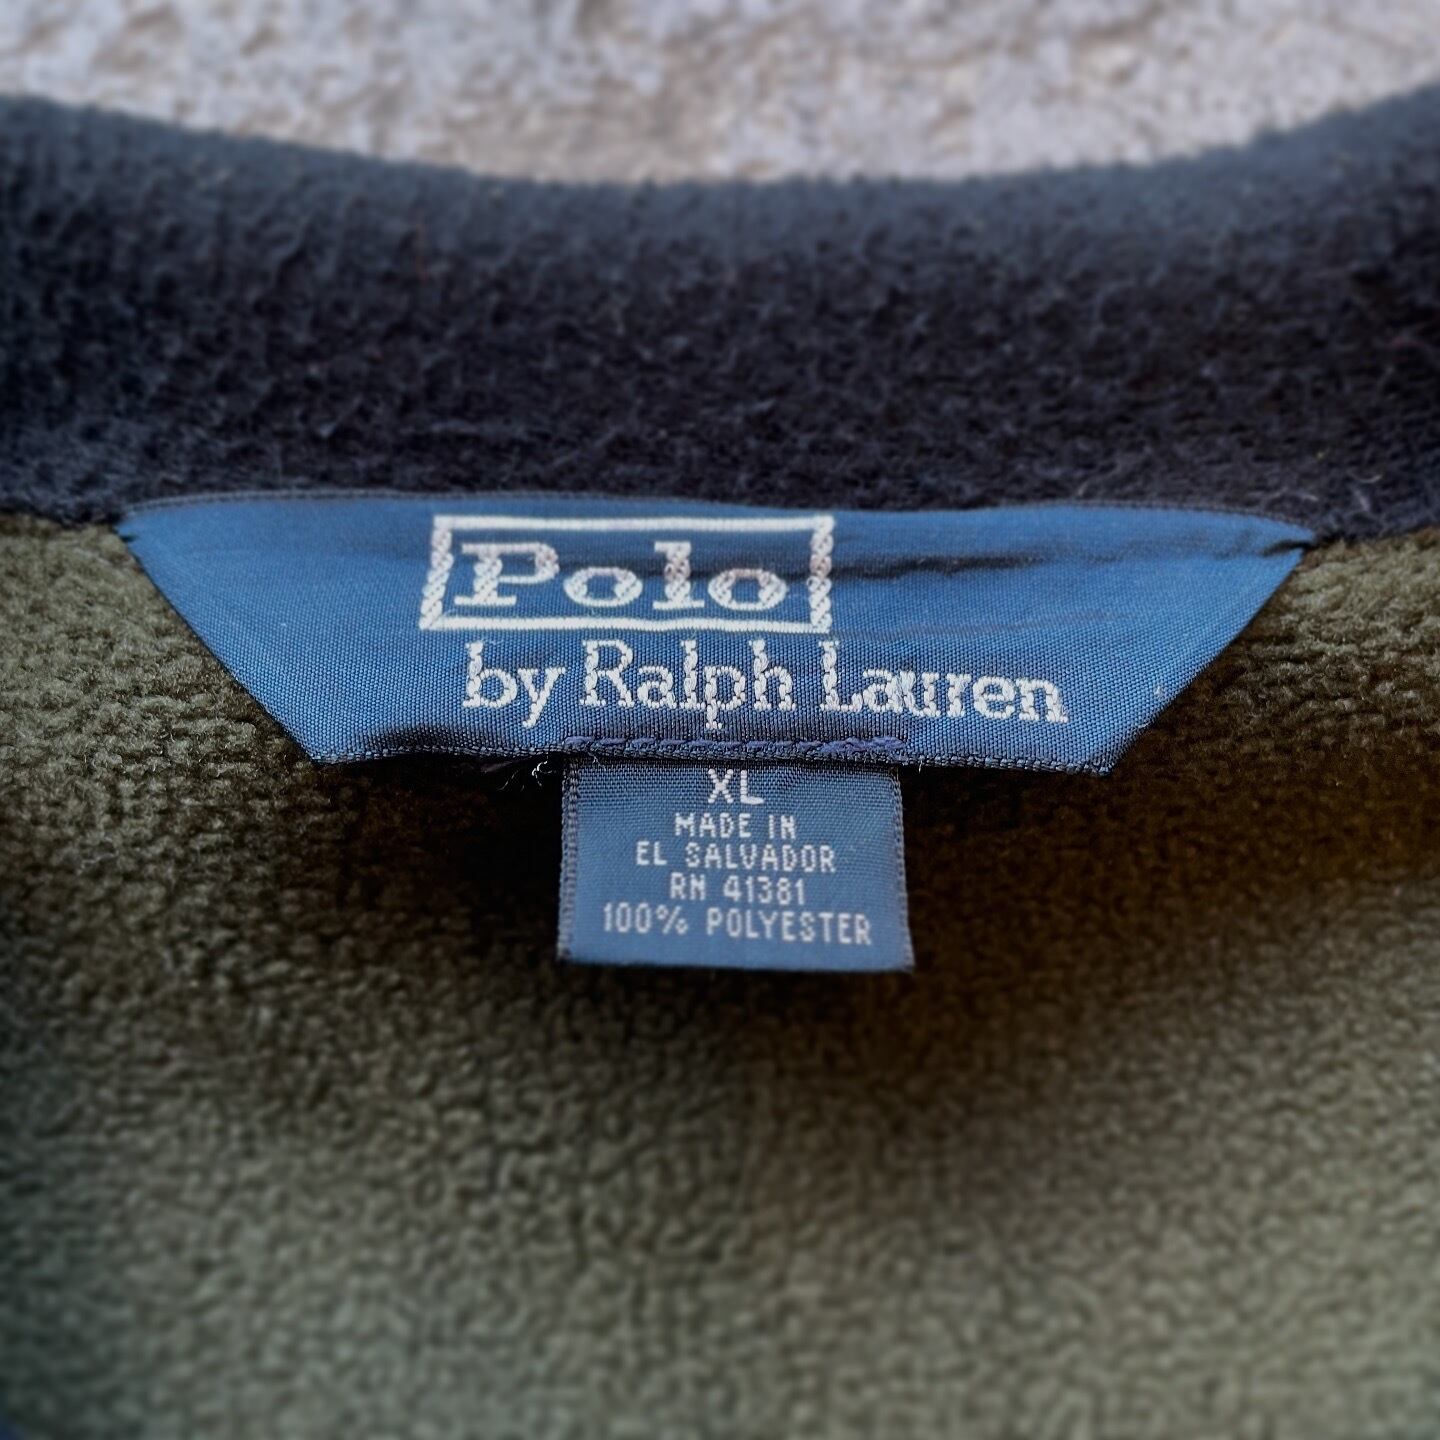 Polo
by Ralph Lauren
XL
MADE IN
EL SALVADOR
RN 41381
100% POLYESTER